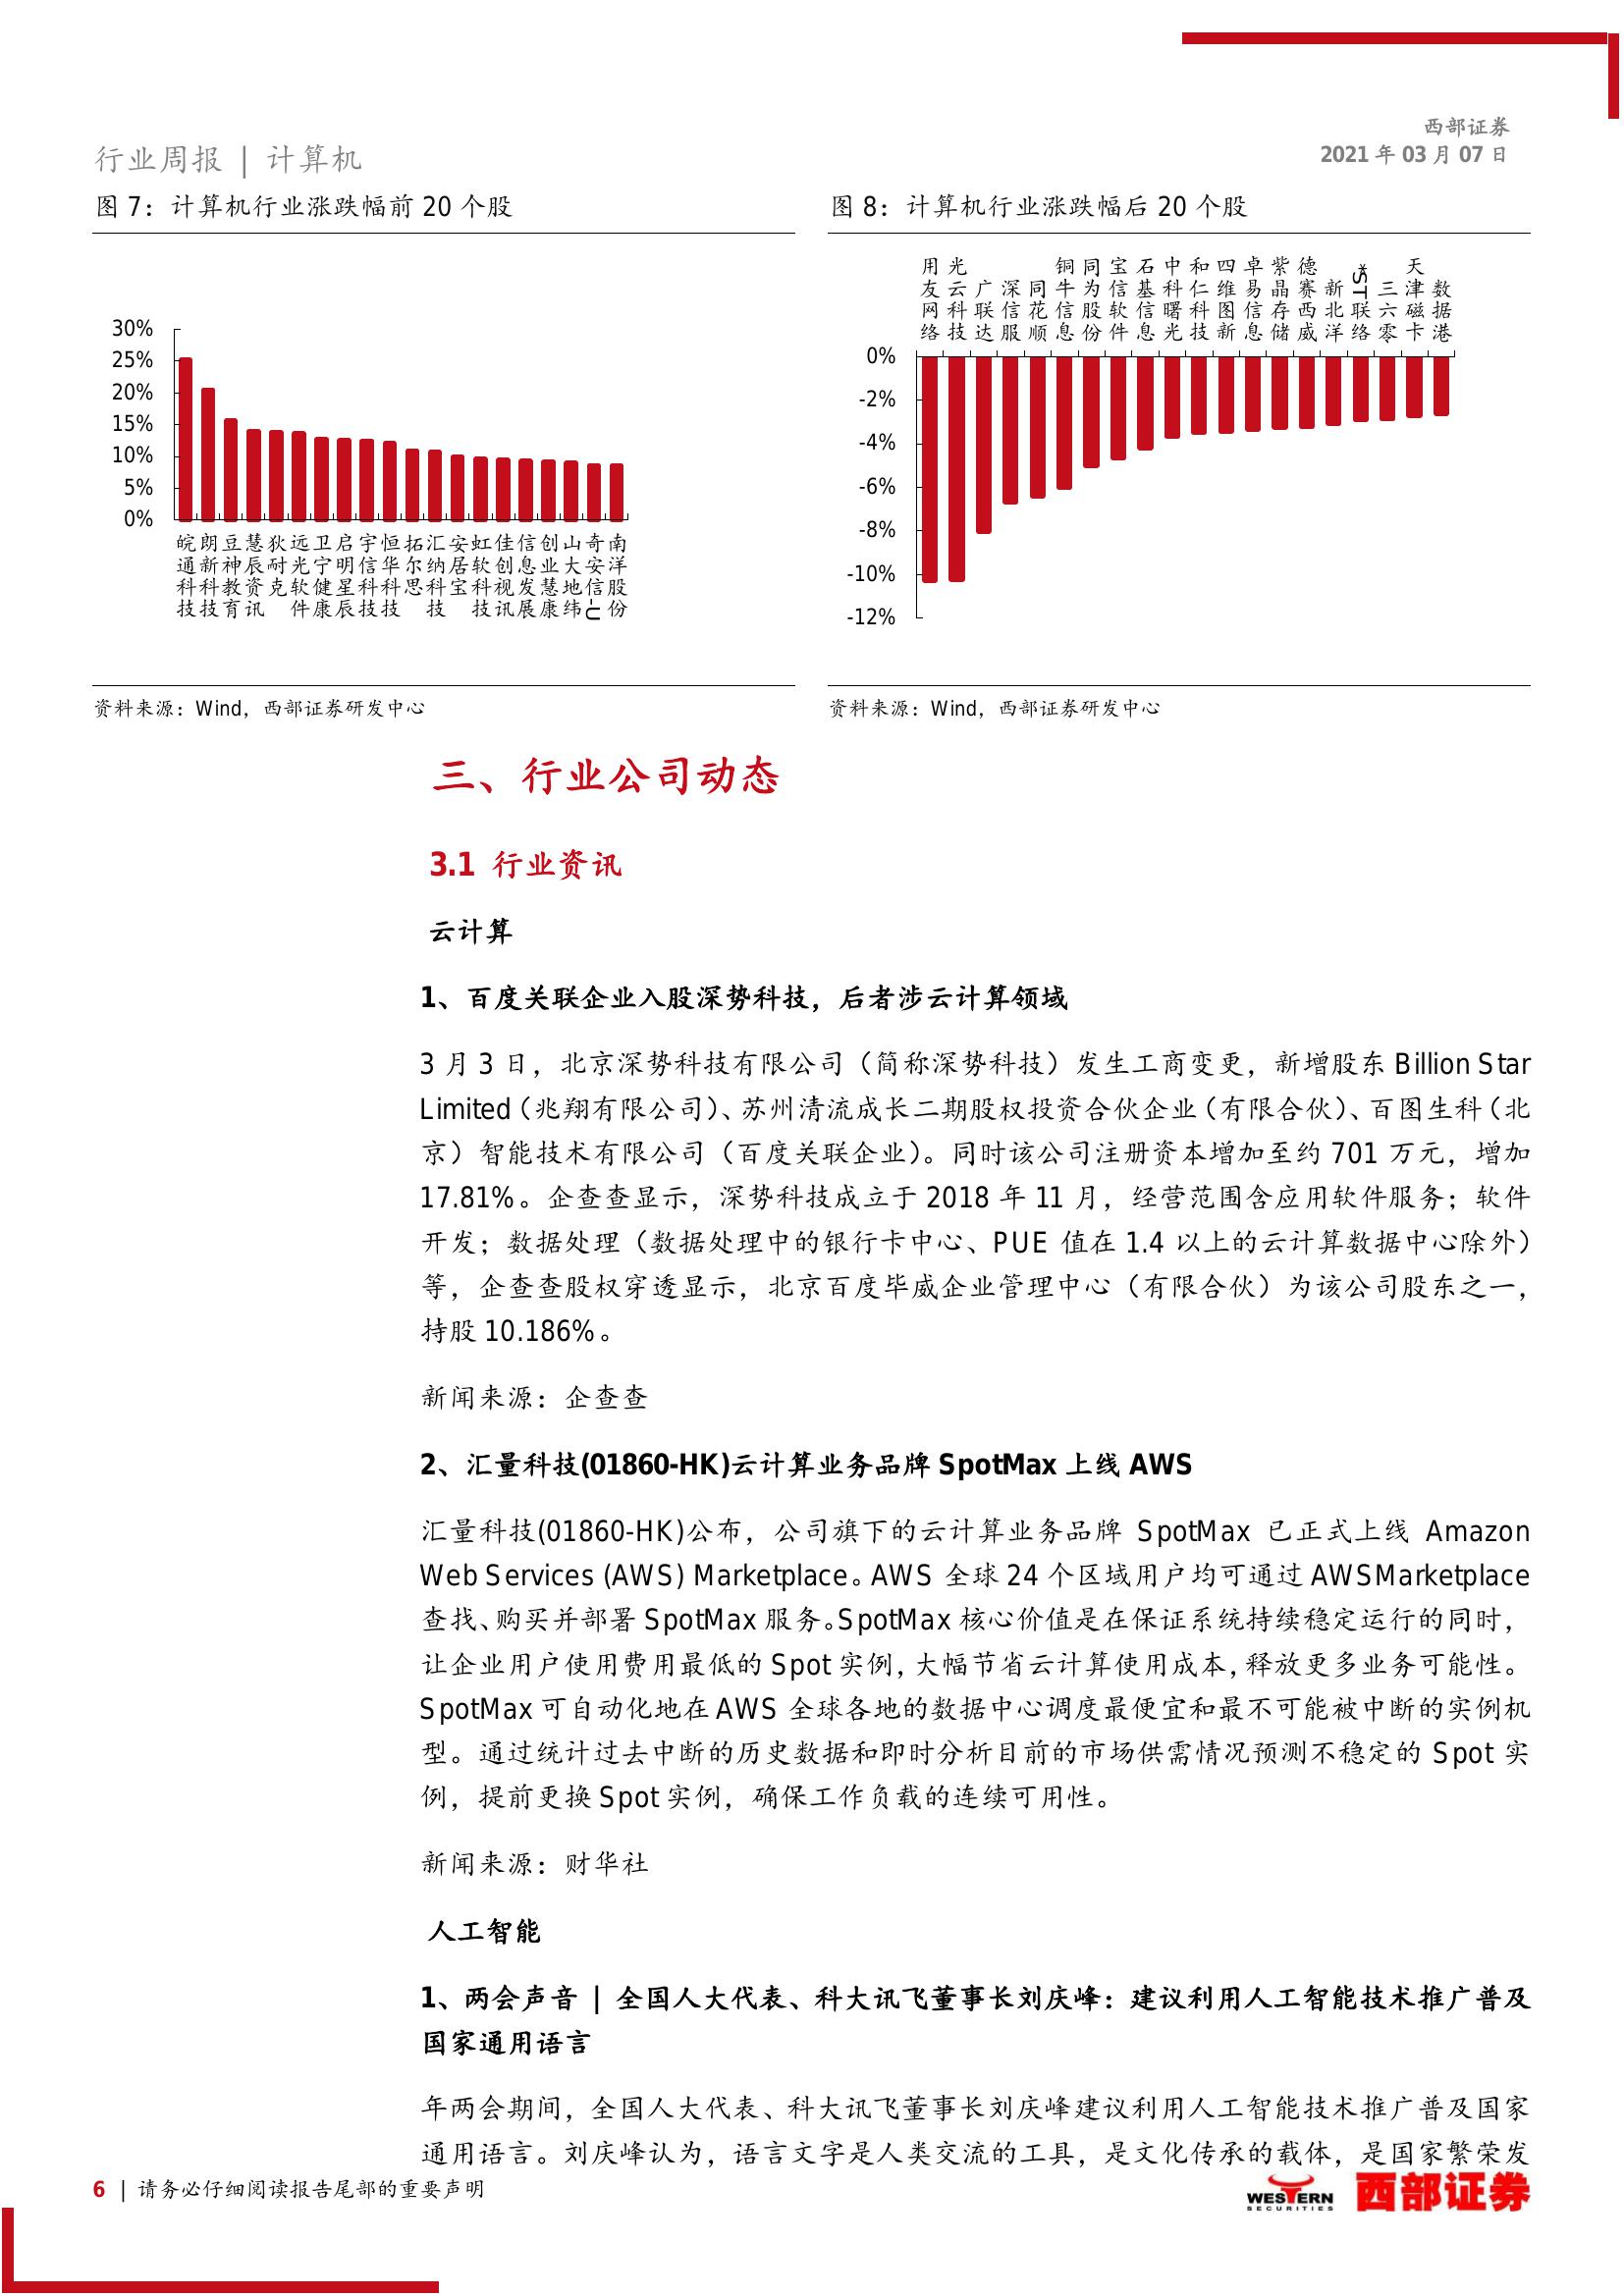 西部证券
2021 年 03 月 07 日
行业周报 | 计算机
图 7：计算机行业涨跌幅前 20 个股
30%
25%
20%
15%
10%
5%
0%
皖通科技
朗新科技
豆神教育
慧辰资讯
狄耐克
远光软件
卫宁健康
启明星辰
宇信科技
恒华科技
拓尔思
汇纳科技
安居宝
虹软科技
佳创视讯
信息发展
创业慧康
山大地纬
奇安信-U
南洋股份
资料来源：Wind，西部证券研发中心
图 8：计算机行业涨跌幅后 20 个股
用友网络
光云科技
广联达
深信服
同花顺
铜牛信息
同为股份
宝信软件
石基信息
中科曙光
和仁科技
四维图新
卓易信息
紫晶存储
德赛西威
新北洋
*ST联络
三六零
天津磁卡
数据港
0%
-2%
-4%
-6%
-8%
-10%
-12%
资料来源：Wind，西部证券研发中心
三、行业公司动态
3.1 行业资讯
云计算
1、百度关联企业入股深势科技，后者涉云计算领域
3 月 3 日，北京深势科技有限公司（简称深势科技）发生工商变更，新增股东 Billion Star
Limited（兆翔有限公司）、苏州清流成长二期股权投资合伙企业（有限合伙）、百图生科（北
京）智能技术有限公司（百度关联企业）。同时该公司注册资本增加至约 701 万元，增加
17.81%。企查查显示，深势科技成立于 2018 年 11 月，经营范围含应用软件服务；软件
开发；数据处理（数据处理中的银行卡中心、PUE 值在 1.4 以上的云计算数据中心除外）
等，企查查股权穿透显示，北京百度毕威企业管理中心（有限合伙）为该公司股东之一，
持股 10.186%。
新闻来源：企查查
2、汇量科技(01860-HK)云计算业务品牌 SpotMax 上线 AWS
汇量科技(01860-HK)公布，公司旗下的云计算业务品牌 SpotMax 已正式上线 Amazon
Web Services (AWS) Marketplace。AWS 全球 24 个区域用户均可通过 AWSMarketplace
查找、购买并部署 SpotMax 服务。SpotMax 核心价值是在保证系统持续稳定运行的同时，
让企业用户使用费用最低的 Spot 实例，大幅节省云计算使用成本，释放更多业务可能性。
SpotMax 可自动化地在 AWS 全球各地的数据中心调度最便宜和最不可能被中断的实例机
型。通过统计过去中断的历史数据和即时分析目前的市场供需情况预测不稳定的 Spot 实
例，提前更换 Spot 实例，确保工作负载的连续可用性。
新闻来源：财华社
人工智能
1、两会声音 | 全国人大代表、科大讯飞董事长刘庆峰：建议利用人工智能技术推广普及
国家通用语言
年两会期间，全国人大代表、科大讯飞董事长刘庆峰建议利用人工智能技术推广普及国家
通用语言。刘庆峰认为，语言文字是人类交流的工具，是文化传承的载体，是国家繁荣发
6 | 请务必仔细阅读报告尾部的重要声明
WESTERN
SECURITIES
西部证券